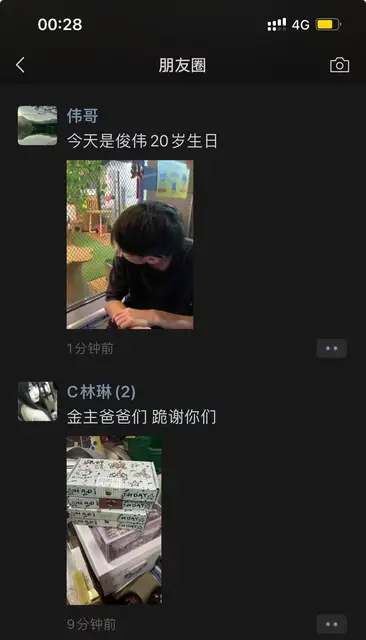 00:28
4G
朋友圈
伟哥
今天是俊伟20岁生日
1分钟前
C林琳(2)
金主爸爸们 跪谢你们
9分钟前